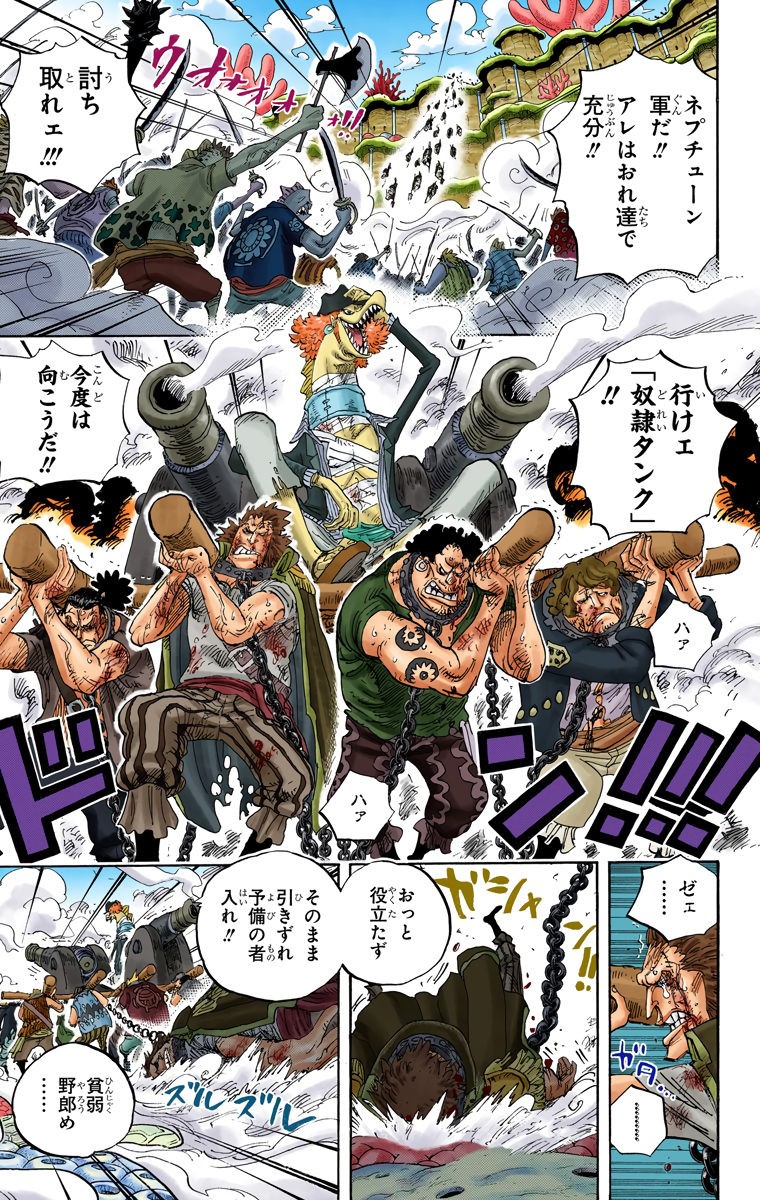 ネプチューン
軍だ!!
アレはおれ達で
充分!!
ウオオオオオ!!
討ち
取れェ!!!
行けェ
「奴隷タンク」
!!
今度は
向こうだ!!
ハァ
ハァ
ドン!!!
ゼェ
……
ガタ…
…………
ガシャン
おっと
役立たず
そのまま
引きずれ
予備の者
入れ!!
ズルズル
貧弱
野郎め
……